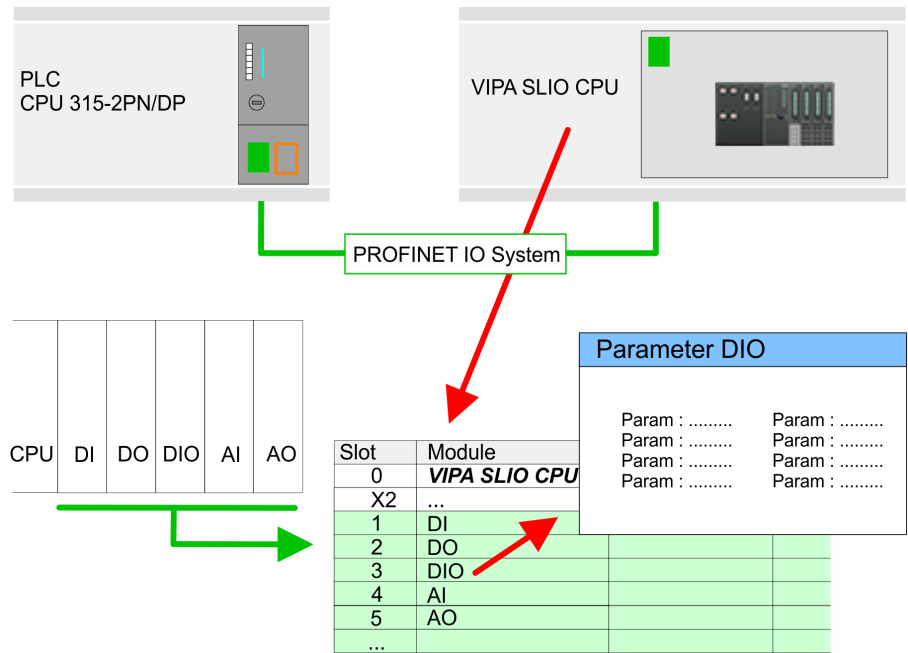 PLC
CPU 315-2PN/DP
VIPA SLIO CPU
PROFINET IO System
CPU DI DO DIO AI AO
Parameter DIO
Param : ......... Param : .........
Param : ......... Param : .........
Param : ......... Param : .........
Param : ......... Param : .........
Slot Module
0 VIPA SLIO CPU
X2 ...
1 DI
2 DO
3 DIO
4 AI
5 AO
...